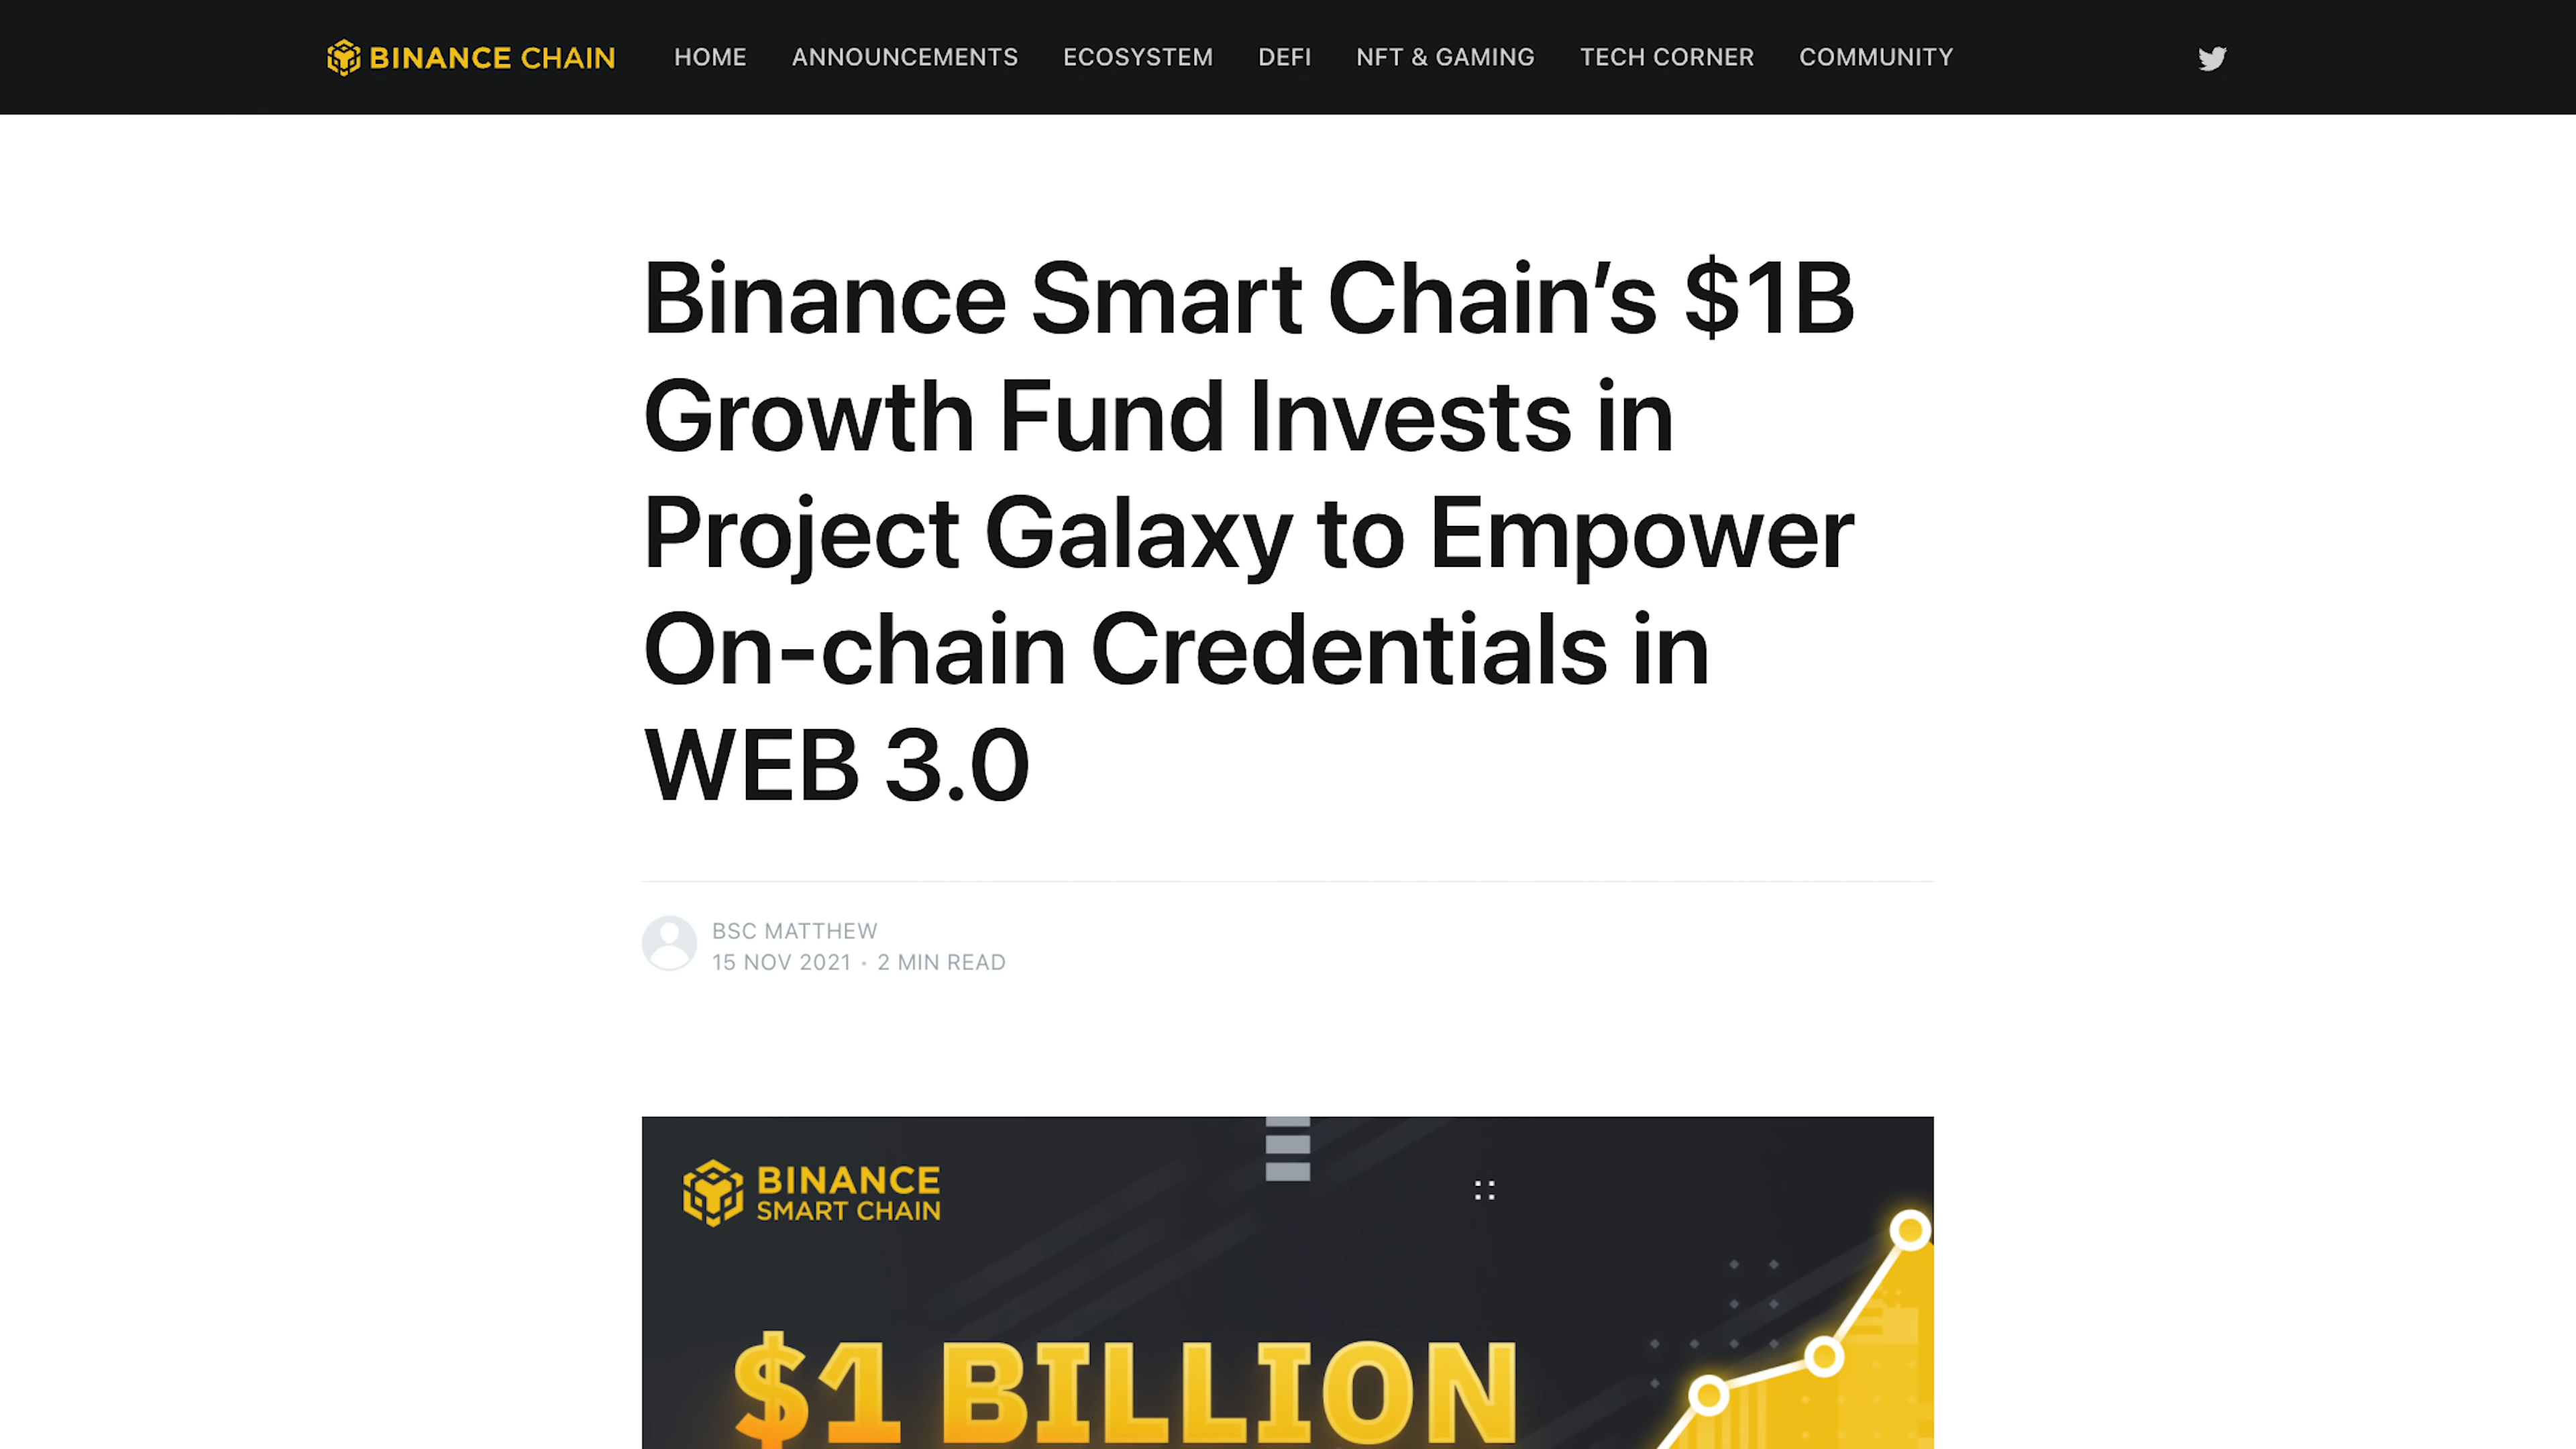 BINANCE CHAIN HOME ANNOUNCEMENTS ECOSYSTEM DEFI NFT & GAMING TECH CORNER COMMUNITY
Binance Smart Chain’s $1B
Growth Fund Invests in
Project Galaxy to Empower
On-chain Credentials in
WEB 3.0
BSC MATTHEW
15 NOV 2021 • 2 MIN READ
BINANCE
SMART CHAIN
$1 BILLION